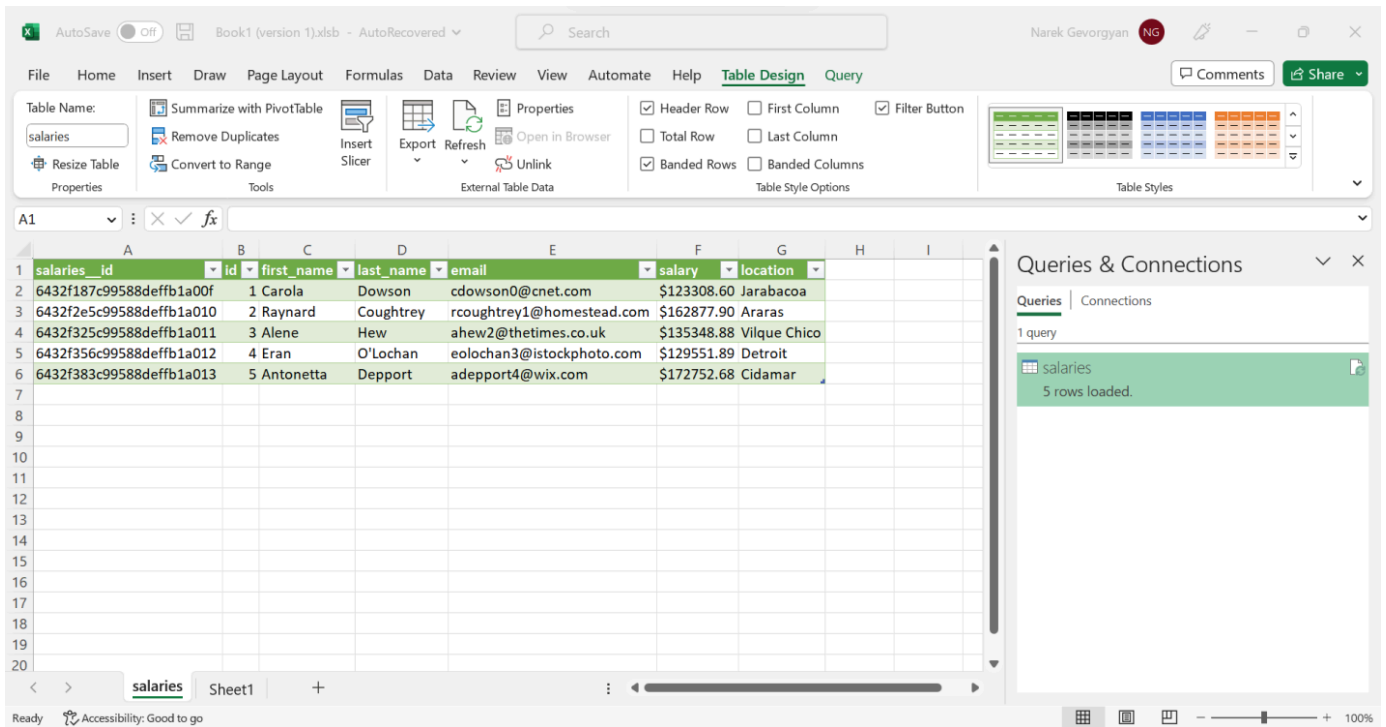 AutoSave Off Book1 (version 1).xlsb - AutoRecovered Search Narek Gevorgyan NG
File Home Insert Draw Page Layout Formulas Data Review View Automate Help Table Design Query Comments Share
Table Name:
salaries
Resize Table
Properties
Summarize with PivotTable
Remove Duplicates
Convert to Range
Tools
Insert
Slicer
Export Refresh
Properties
Open in Browser
Unlink
External Table Data
Header Row First Column Filter Button
Total Row Last Column
Banded Rows Banded Columns
Table Style Options
Table Styles
A1 fx
A B C D E F G H I
1 salaries__id id first_name last_name email salary location
2 6432f187c99588deffb1a00f 1 Carola Dowson cdowson0@cnet.com $123308.60 Jarabacoa
3 6432f2e5c99588deffb1a010 2 Raynard Coughtrey rcoughtrey1@homestead.com $162877.90 Araras
4 6432f325c99588deffb1a011 3 Alene Hew ahew2@thetimes.co.uk $135348.88 Vilque Chico
5 6432f356c99588deffb1a012 4 Eran O'Lochan eolochan3@istockphoto.com $129551.89 Detroit
6 6432f383c99588deffb1a013 5 Antonetta Depport adepport4@wix.com $172752.68 Cidamar
7
8
9
10
11
12
13
14
15
16
17
18
19
20
Queries & Connections
Queries Connections
1 query
salaries
5 rows loaded.
salaries Sheet1
Ready Accessibility: Good to go 100%